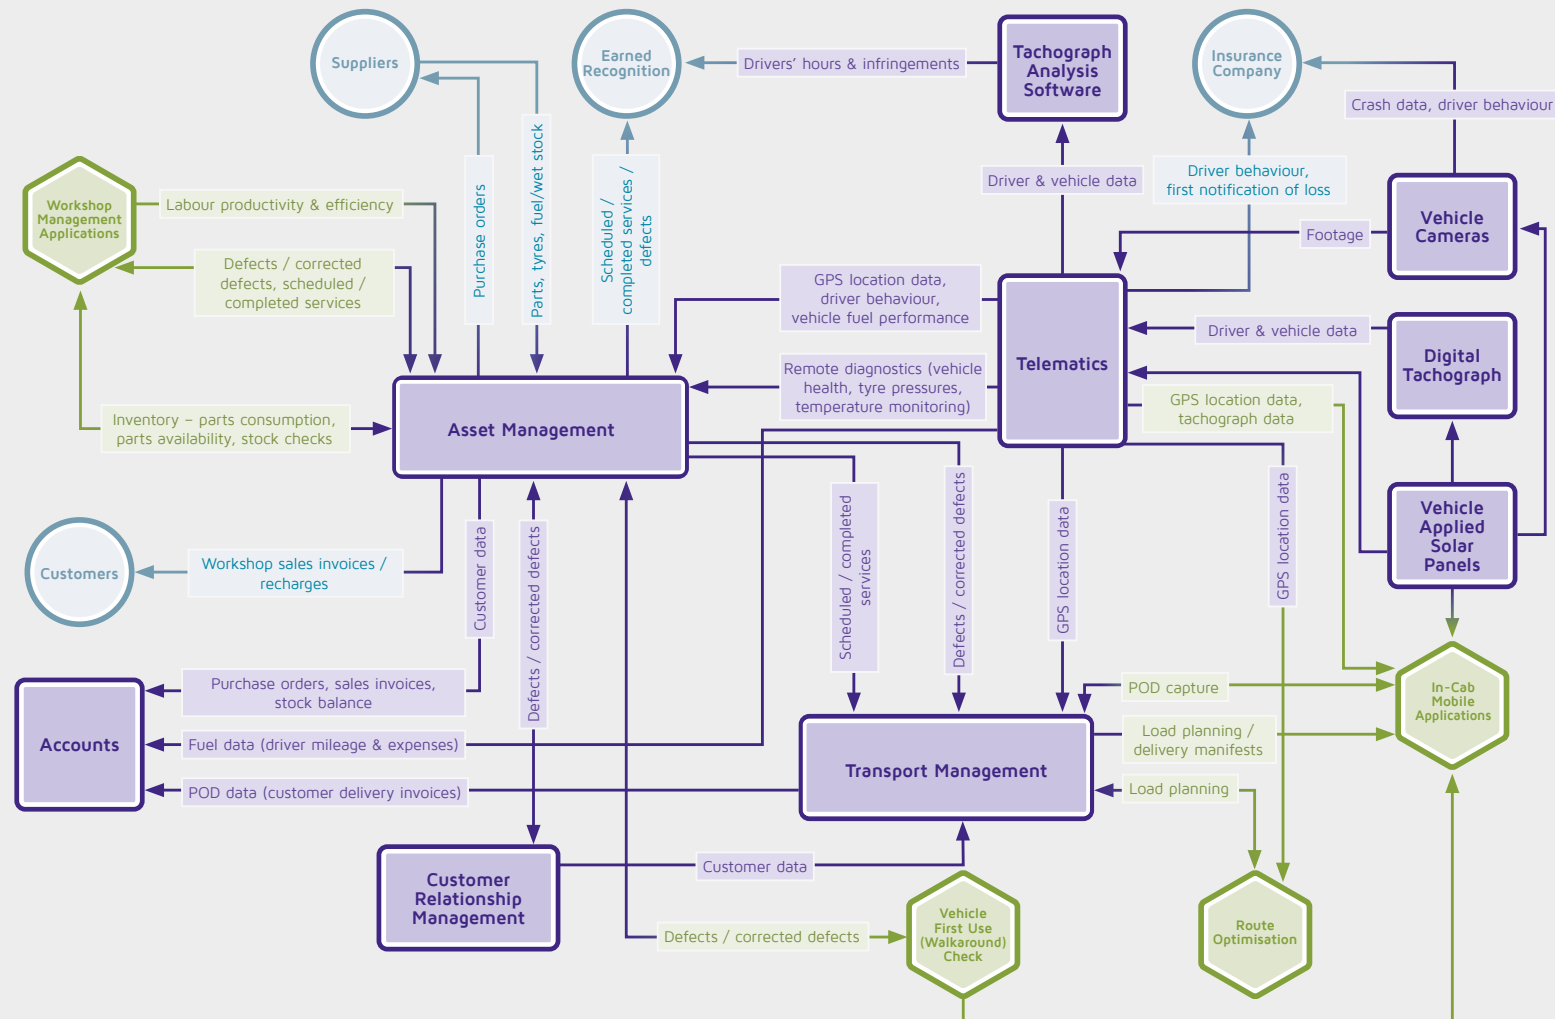 Suppliers
Earned
Recognition
Drivers' hours & infringements
Tachograph
Analysis
Software
Insurance
Company
Crash data, driver behaviour
Purchase orders
Parts, tyres, fuel/wet stock
Scheduled /
completed services /
defects
Driver & vehicle data
Driver behaviour,
first notification of loss
Workshop
Management
Applications
Labour productivity & efficiency
Vehicle
Cameras
Footage
Defects / corrected
defects, scheduled /
completed services
GPS location data,
driver behaviour,
vehicle fuel performance
Telematics
Driver & vehicle data
Digital
Tachograph
Remote diagnostics (vehicle
health, tyre pressures,
temperature monitoring)
GPS location data,
tachograph data
Inventory – parts consumption,
parts availability, stock checks
Asset Management
Customers
Workshop sales invoices /
recharges
Customer data
Defects / corrected defects
Scheduled / completed
services
Defects / corrected defects
GPS location data
GPS location data
Vehicle
Applied
Solar
Panels
Purchase orders, sales invoices,
stock balance
Accounts
Fuel data (driver mileage & expenses)
POD data (customer delivery invoices)
Transport Management
POD capture
Load planning /
delivery manifests
Load planning
In-Cab
Mobile
Applications
Customer
Relationship
Management
Customer data
Defects / corrected defects
Vehicle
First Use
(Walkaround)
Check
Route
Optimisation